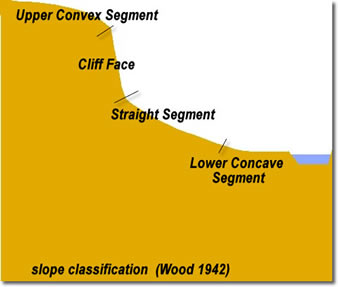 Upper Convex Segment
Cliff Face
Straight Segment
Lower Concave
Segment
slope classification (Wood 1942)